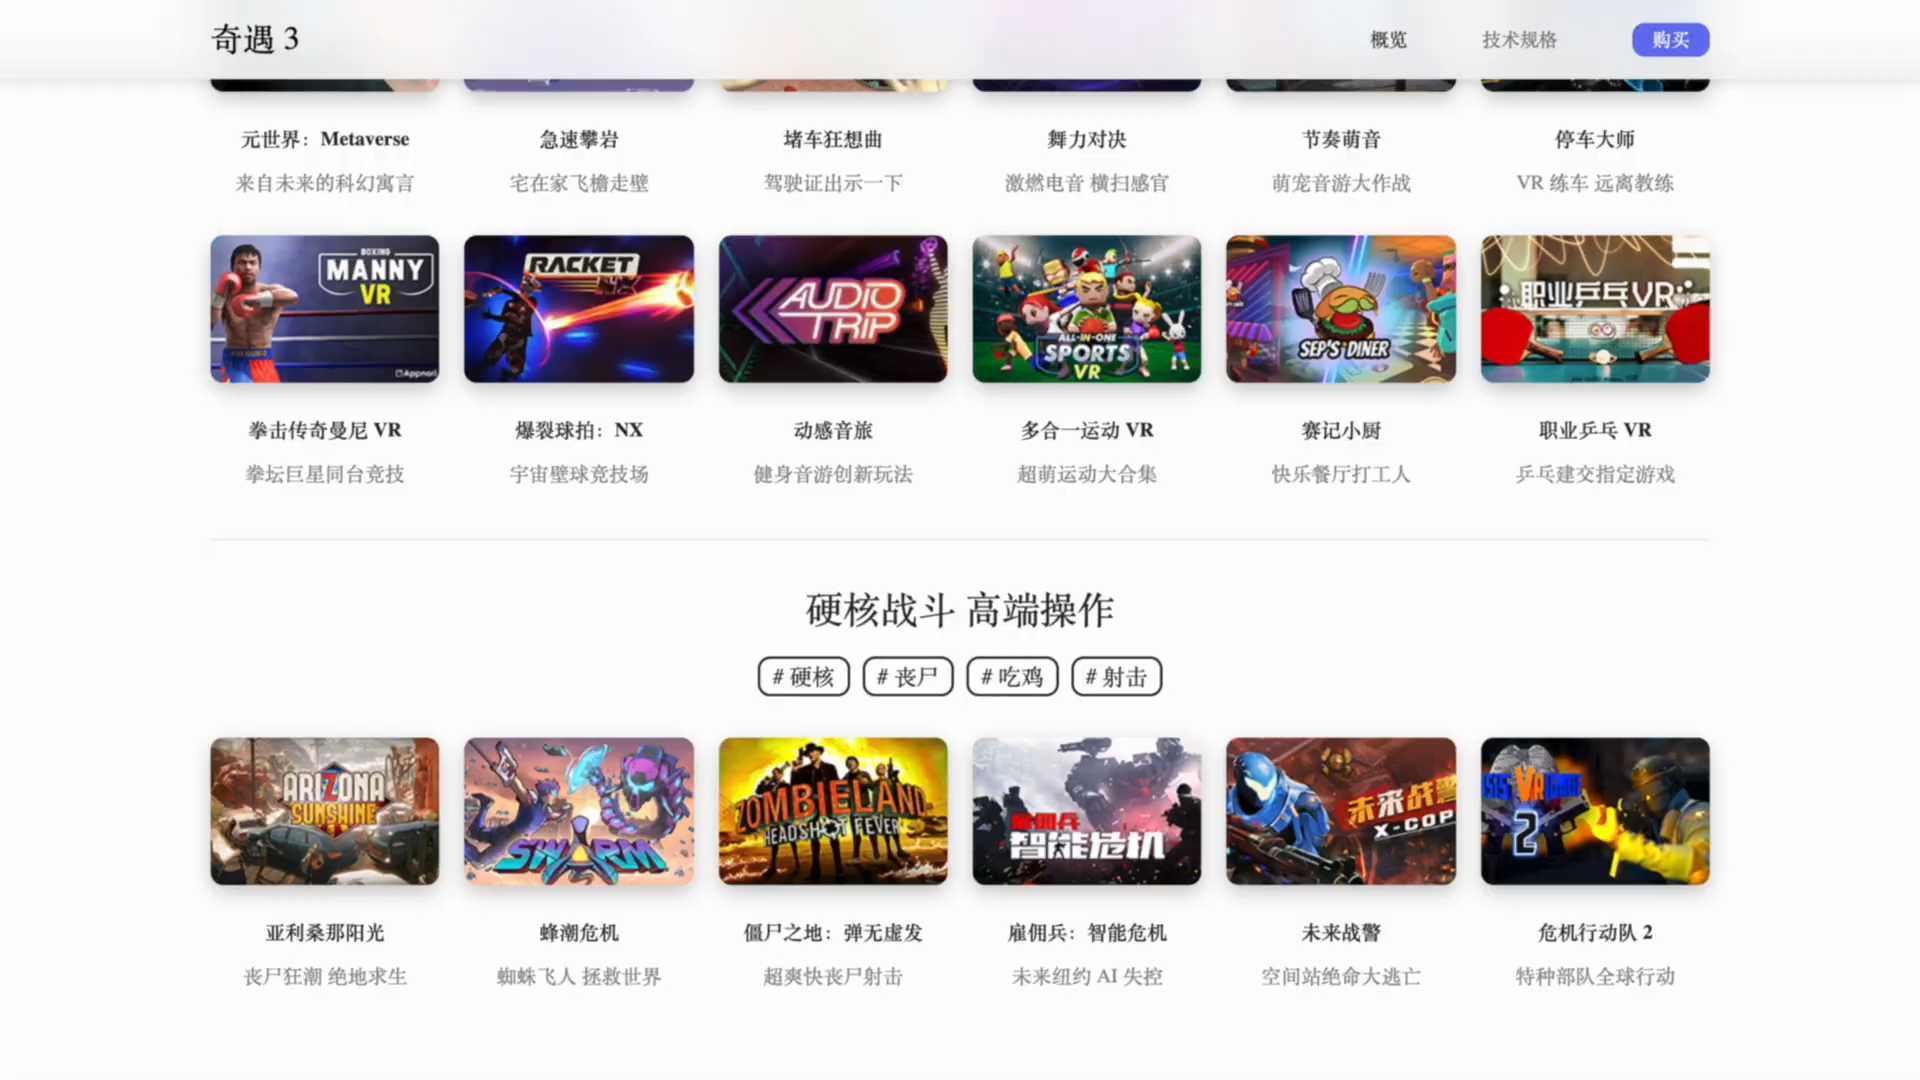 奇遇 3
概览
技术规格
购买
元世界：Metaverse
急速攀岩
堵车狂想曲
舞力对决
节奏萌音
停车大师
来自未来的科幻寓言
宅在家飞檐走壁
驾驶证出示一下
激燃电音 横扫感官
萌宠音游大作战
VR 练车 远离教练
BOXING
MANNY
VR
Appnori
RACKET
NX
AUDIO
TRIP
ALL-IN-ONE
SPORTS
VR
SEP'S DINER
职业乒乓VR
拳击传奇曼尼 VR
爆裂球拍：NX
动感音旅
多合一运动 VR
赛记小厨
职业乒乓 VR
拳坛巨星同台竞技
宇宙壁球竞技场
健身音游创新玩法
超萌运动大合集
快乐餐厅打工人
乒乓建交指定游戏
硬核战斗 高端操作
# 硬核
# 丧尸
# 吃鸡
# 射击
ARIZONA
SUNSHINE
SWARM
ZOMBIELAND
HEADSHOT FEVER
雇佣兵
智能危机
未来战警
X-COP
VR
2
亚利桑那阳光
蜂潮危机
僵尸之地：弹无虚发
雇佣兵：智能危机
未来战警
危机行动队 2
丧尸狂潮 绝地求生
蜘蛛飞人 拯救世界
超爽快丧尸射击
未来纽约 AI 失控
空间站绝命大逃亡
特种部队全球行动